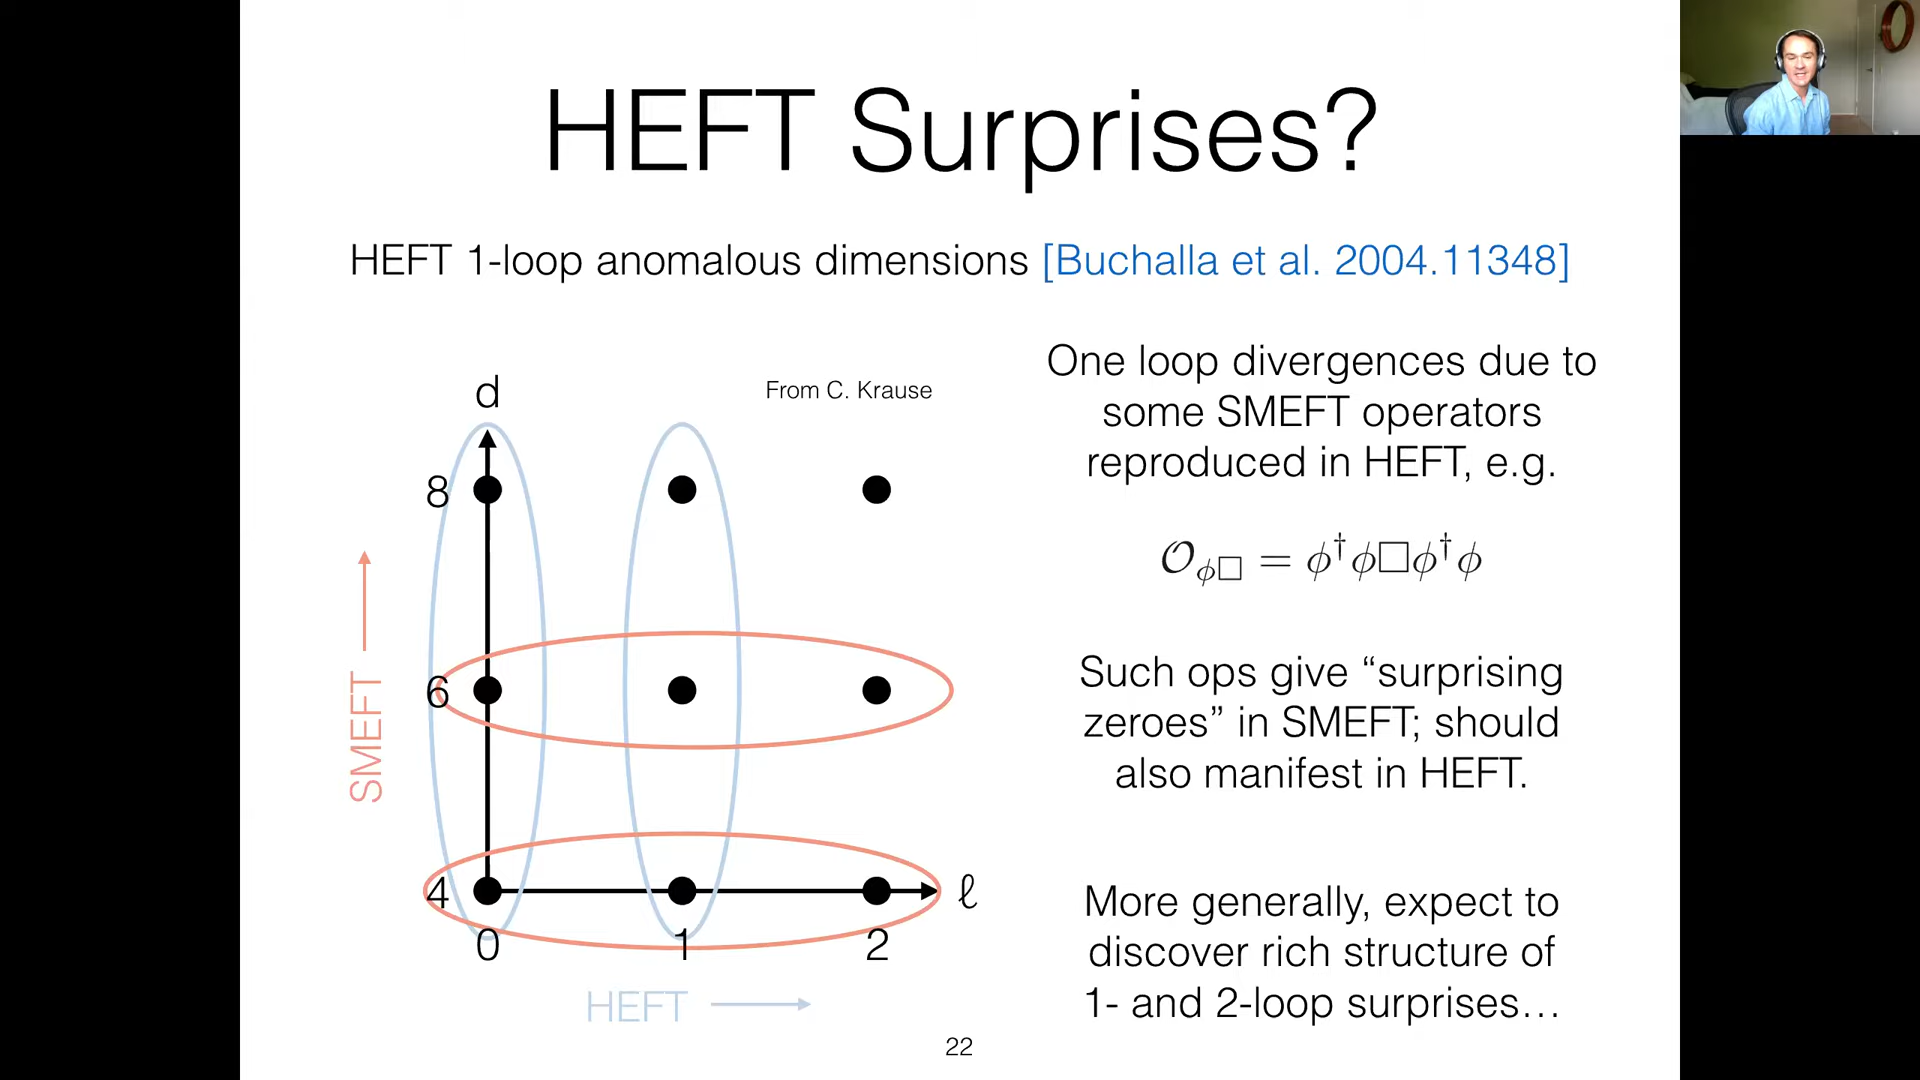 HEFT Surprises?
HEFT 1-loop anomalous dimensions [Buchalla et al. 2004.11348]
d
From C. Krause
8
6
4
0
1
2
ℓ
SMEFT
HEFT
One loop divergences due to
some SMEFT operators
reproduced in HEFT, e.g.
𝒪_{ϕ□} = ϕ†ϕ□ϕ†ϕ
Such ops give “surprising
zeroes” in SMEFT; should
also manifest in HEFT.
More generally, expect to
discover rich structure of
1- and 2-loop surprises…
22